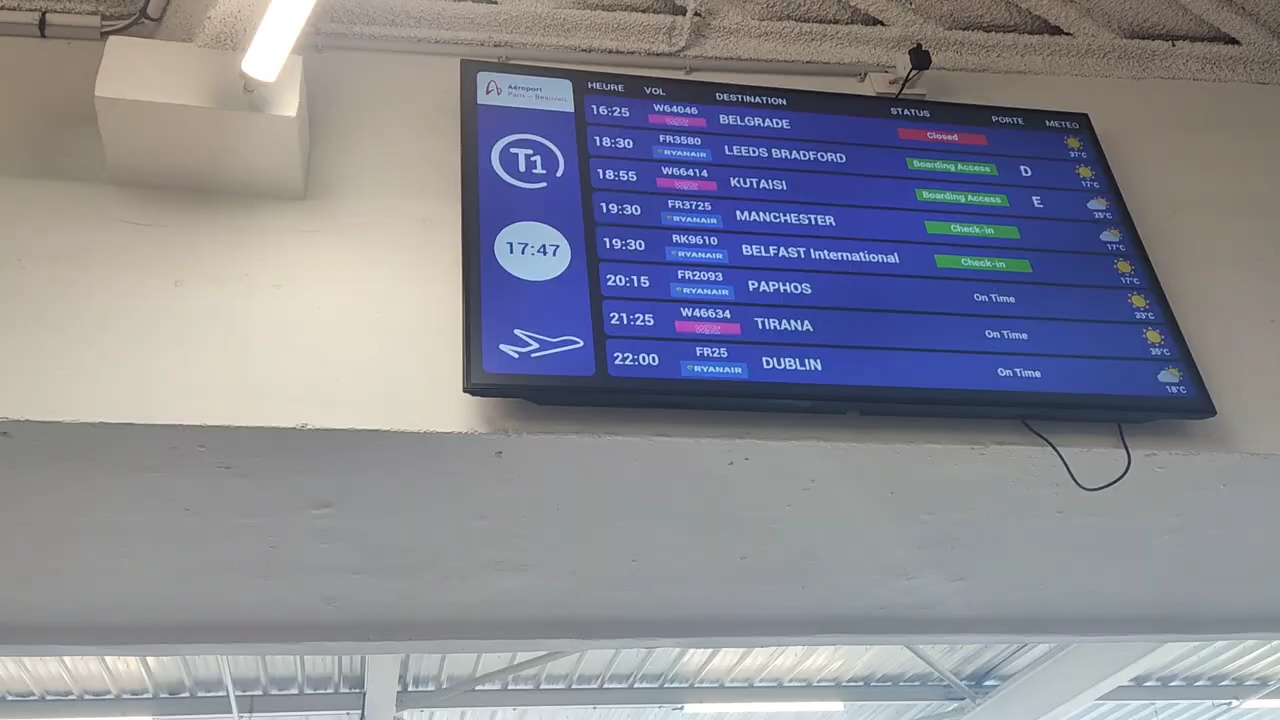 Aéroport
Paris — Beauvais
HEURE VOL DESTINATION STATUS PORTE METEO
16:25 W64046 BELGRADE Closed
18:30 FR3580 RYANAIR LEEDS BRADFORD Boarding Access D 17°C
18:55 W66414 KUTAISI Boarding Access E 25°C
19:30 FR3725 RYANAIR MANCHESTER Check-in 17°C
19:30 RK9610 RYANAIR BELFAST International Check-in 17°C
20:15 FR2093 RYANAIR PAPHOS On Time 33°C
21:25 W46634 TIRANA On Time 35°C
22:00 FR25 RYANAIR DUBLIN On Time 18°C
T1
17:47